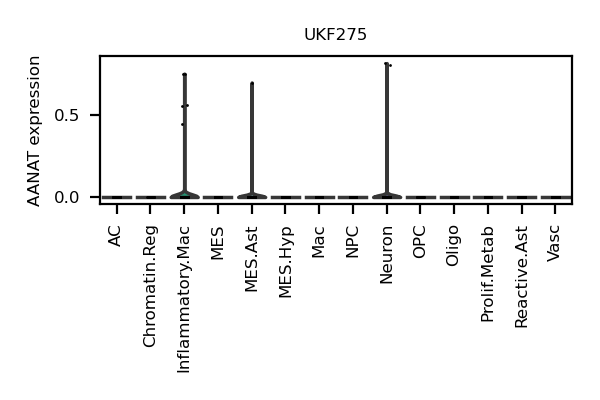 UKF275
AANAT expression
0.5
0.0
AC
Chromatin.Reg
Inflammatory.Mac
MES
MES.Ast
MES.Hyp
Mac
NPC
Neuron
OPC
Oligo
Prolif.Metab
Reactive.Ast
Vasc